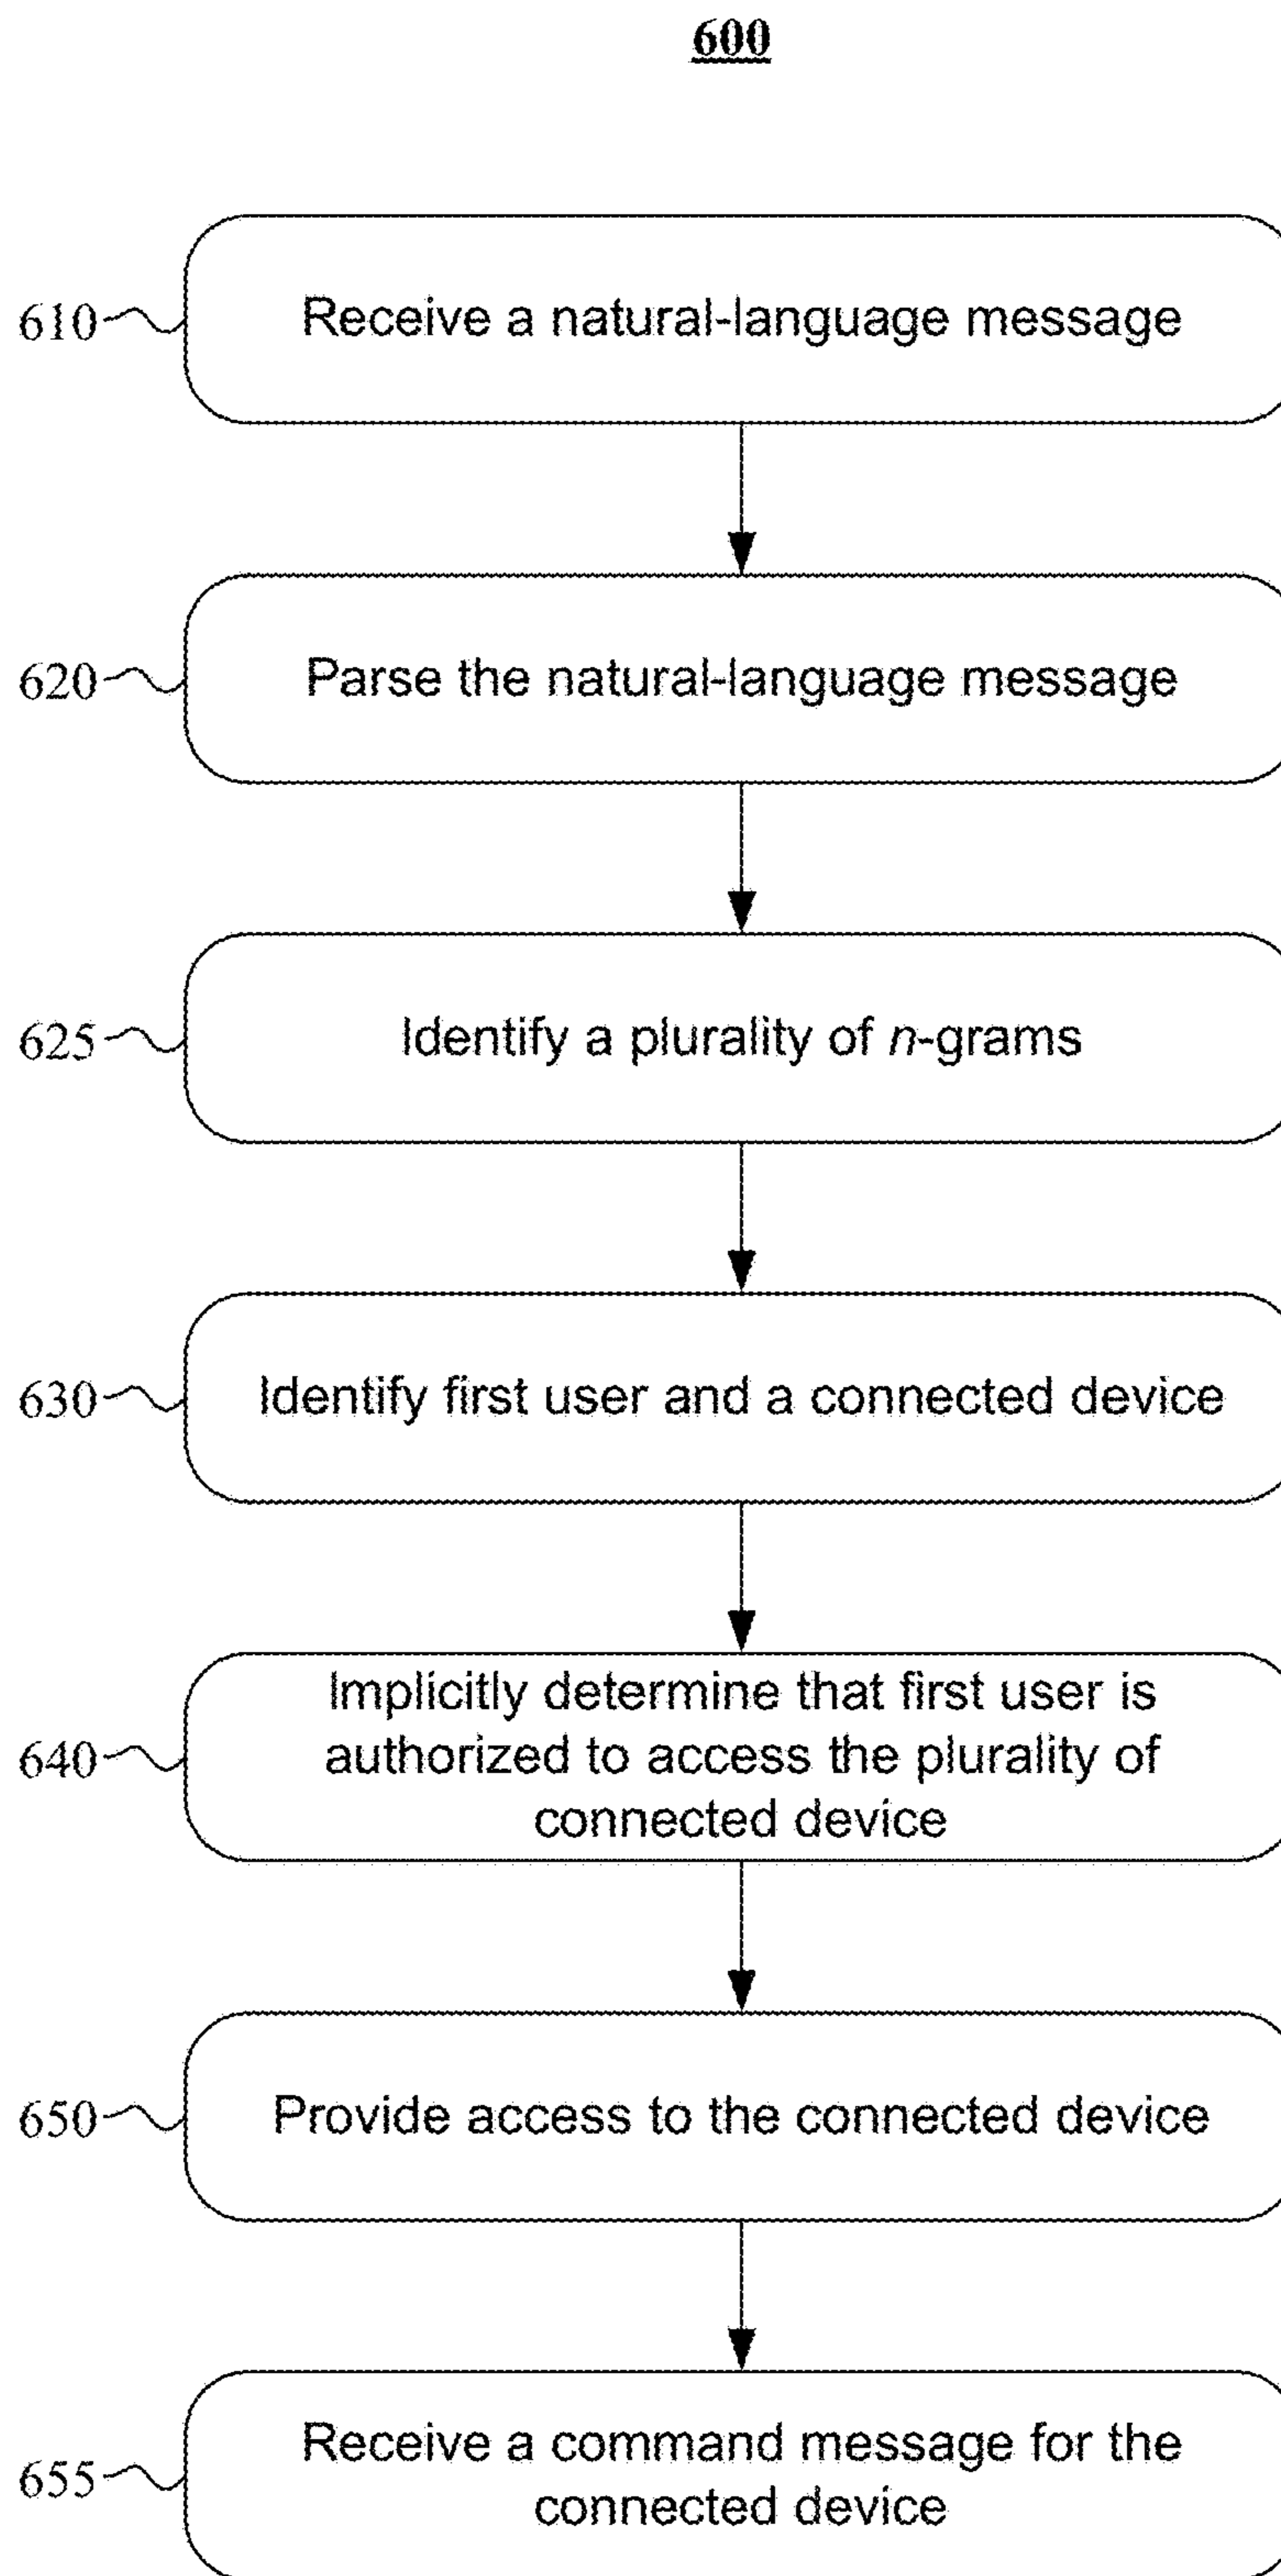 600
610
Receive a natural-language message
620
Parse the natural-language message
625
Identify a plurality of n-grams
630
Identify first user and a connected device
640
Implicitly determine that first user is
authorized to access the plurality of
connected device
650
Provide access to the connected device
655
Receive a command message for the
connected device